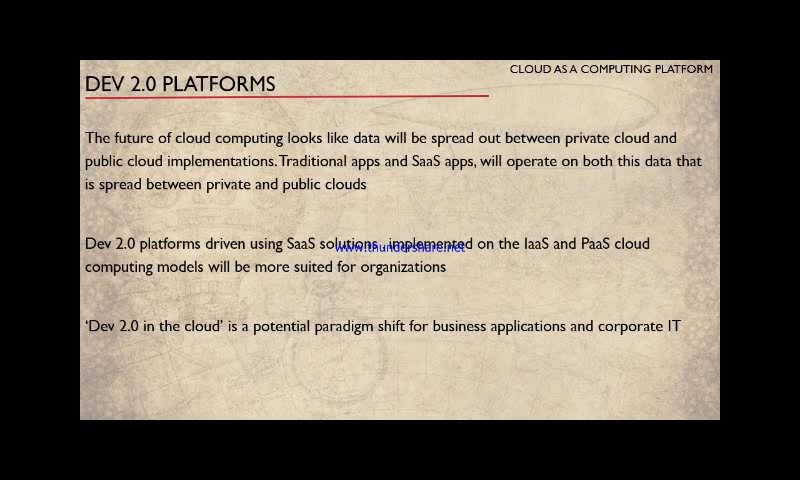 CLOUD AS A COMPUTING PLATFORM
DEV 2.0 PLATFORMS
The future of cloud computing looks like data will be spread out between private cloud and
public cloud implementations. Traditional apps and SaaS apps, will operate on both this data that
is spread between private and public clouds
Dev 2.0 platforms driven using SaaS solutions , implemented on the IaaS and PaaS cloud
www.thundershare.net
computing models will be more suited for organizations
‘Dev 2.0 in the cloud’ is a potential paradigm shift for business applications and corporate IT